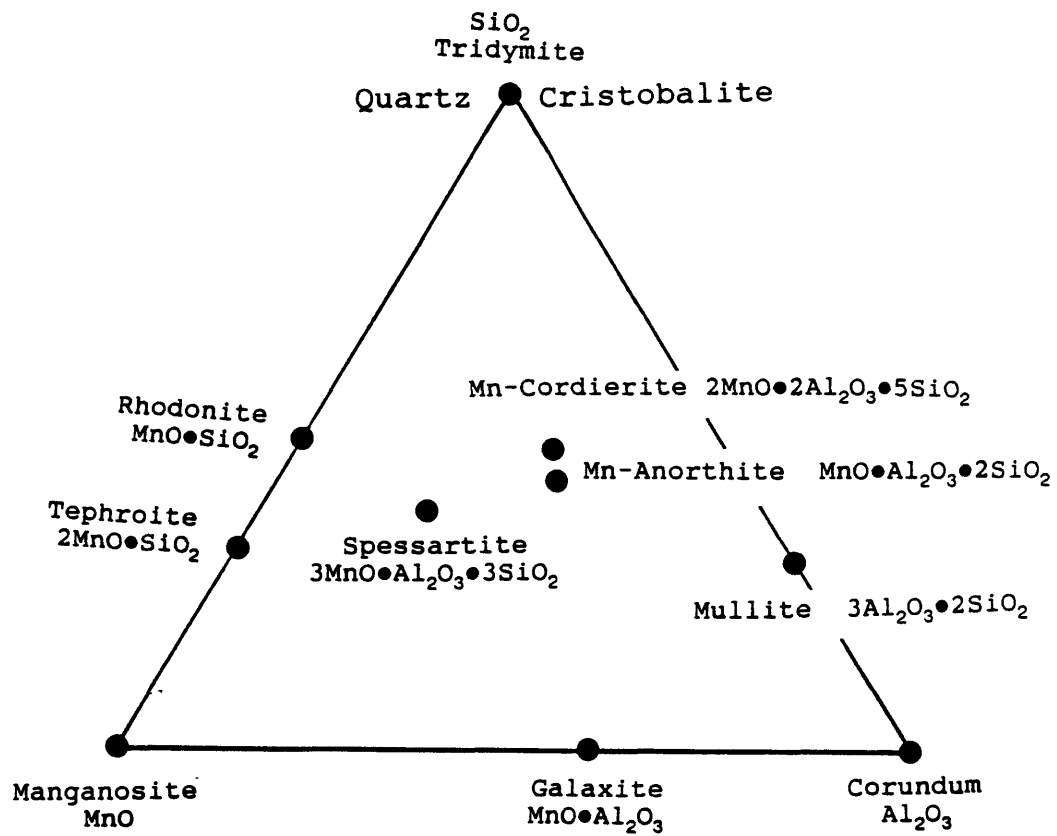 SiO₂
Tridymite
Quartz Cristobalite
Mn-Cordierite 2MnO●2Al₂O₃●5SiO₂
Rhodonite
MnO●SiO₂
Mn-Anorthite MnO●Al₂O₃●2SiO₂
Tephroite
2MnO●SiO₂
Spessartite
3MnO●Al₂O₃●3SiO₂
Mullite 3Al₂O₃●2SiO₂
Manganosite
MnO
Galaxite
MnO●Al₂O₃
Corundum
Al₂O₃